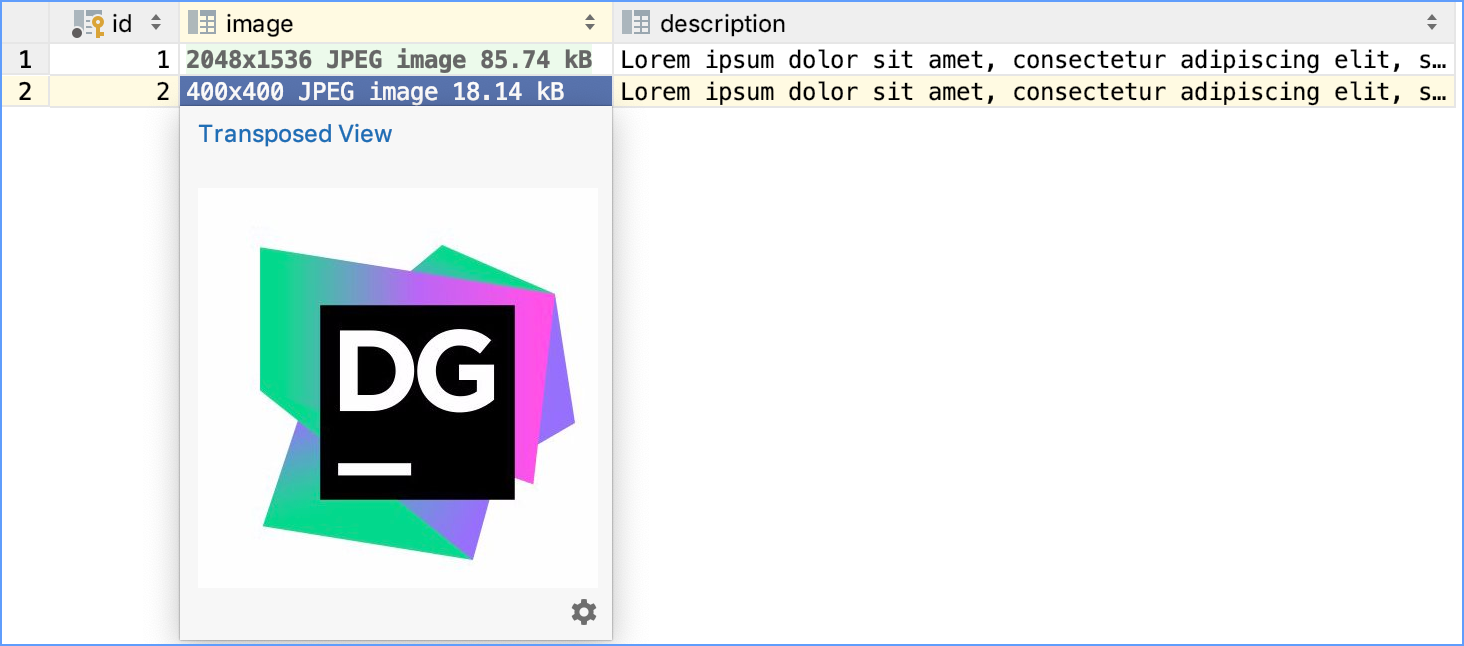 id image description
1 1 2048x1536 JPEG image 85.74 kB Lorem ipsum dolor sit amet, consectetur adipiscing elit, s…
2 2 400x400 JPEG image 18.14 kB Lorem ipsum dolor sit amet, consectetur adipiscing elit, s…
Transposed View
DG